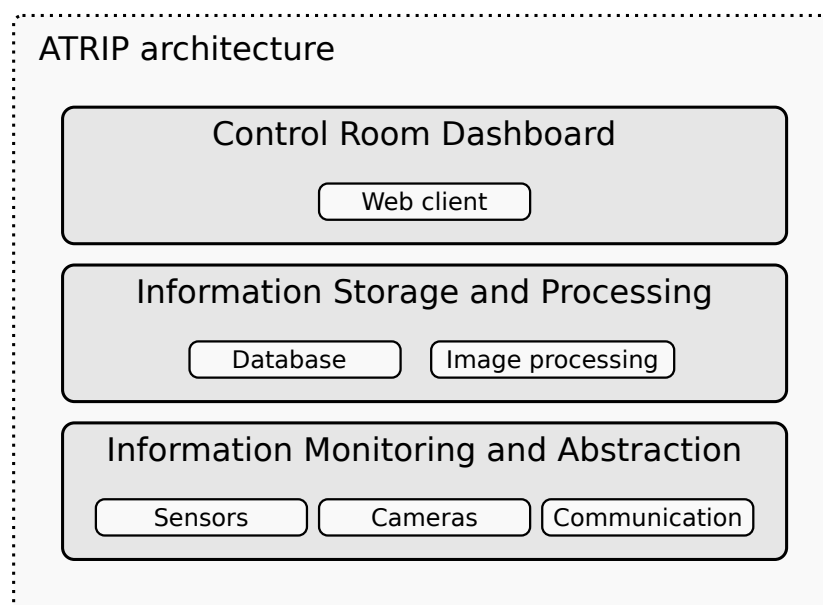 ATRIP architecture
Control Room Dashboard
Web client
Information Storage and Processing
Database
Image processing
Information Monitoring and Abstraction
Sensors
Cameras
Communication